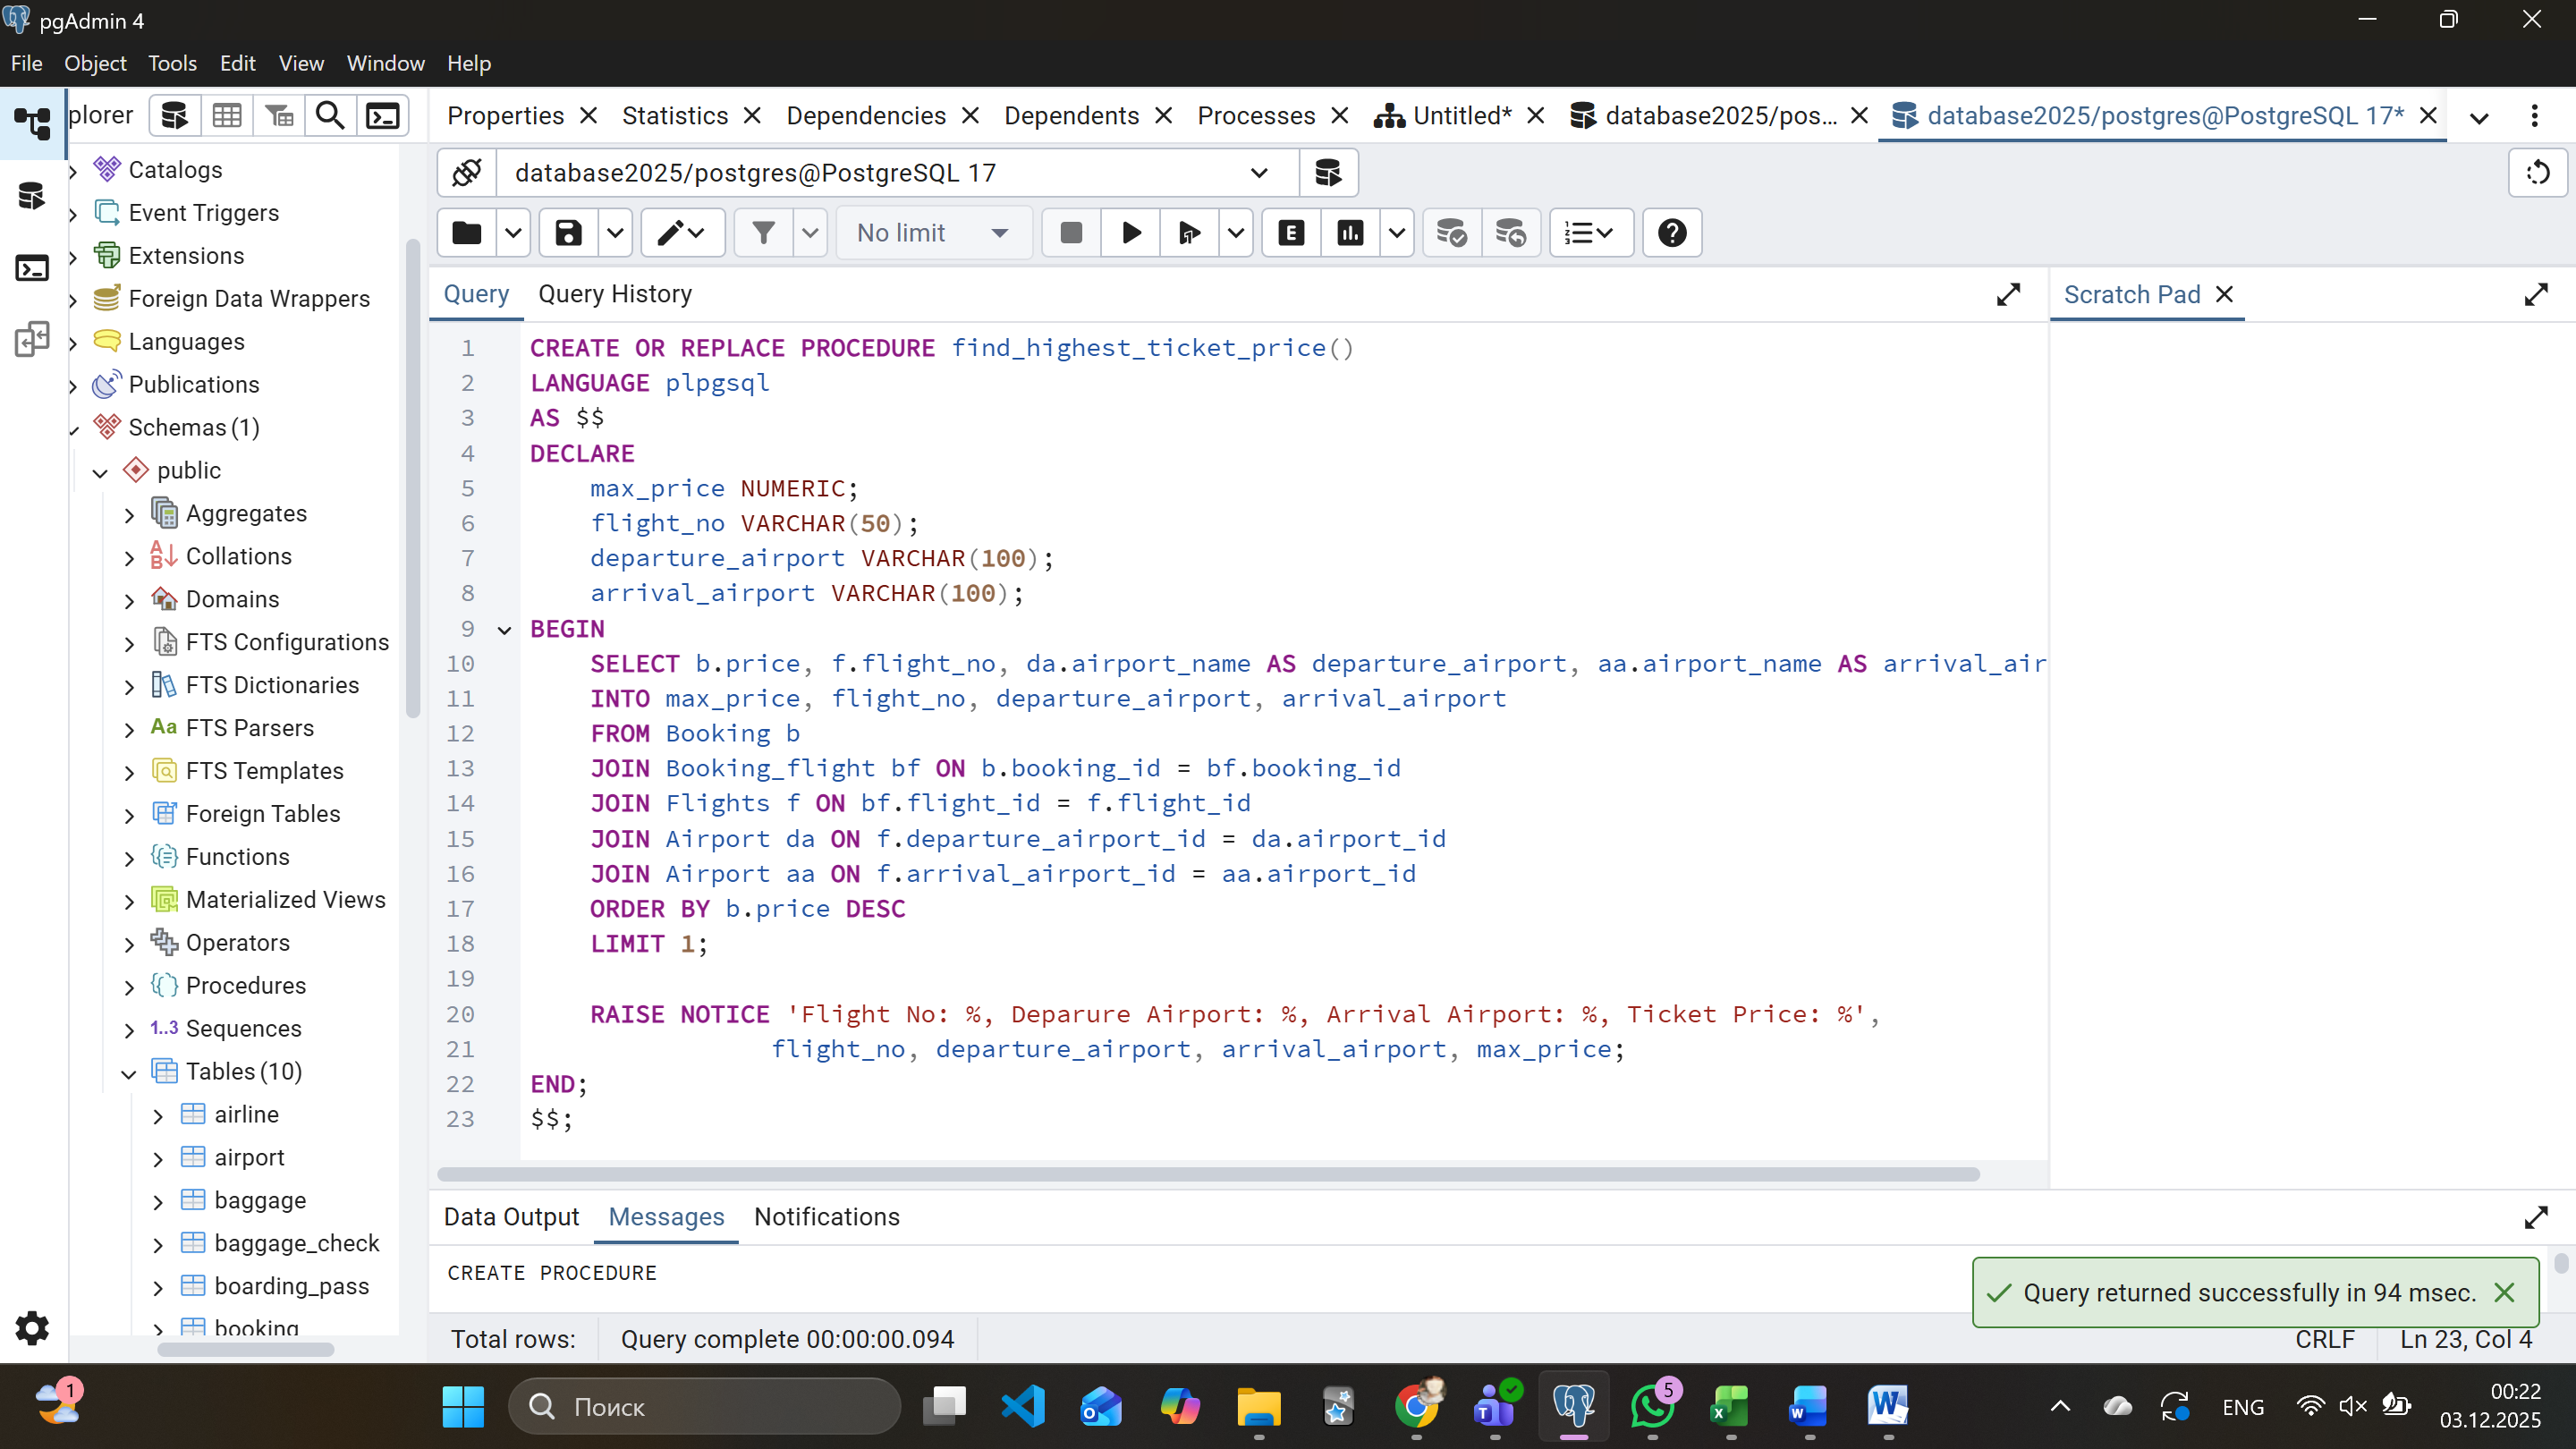 pgAdmin 4
File Object Tools Edit View Window Help
plorer
Properties Statistics Dependencies Dependents Processes Untitled* database2025/pos... database2025/postgres@PostgreSQL 17*
database2025/postgres@PostgreSQL 17
No limit
Catalogs
Event Triggers
Extensions
Foreign Data Wrappers
Languages
Publications
Schemas (1)
public
Aggregates
Collations
Domains
FTS Configurations
FTS Dictionaries
Aa FTS Parsers
FTS Templates
Foreign Tables
Functions
Materialized Views
Operators
Procedures
1..3 Sequences
Tables (10)
airline
airport
baggage
baggage_check
boarding_pass
booking
Query Query History
Scratch Pad
1 CREATE OR REPLACE PROCEDURE find_highest_ticket_price()
2 LANGUAGE plpgsql
3 AS $$
4 DECLARE
5 max_price NUMERIC;
6 flight_no VARCHAR(50);
7 departure_airport VARCHAR(100);
8 arrival_airport VARCHAR(100);
9 BEGIN
10 SELECT b.price, f.flight_no, da.airport_name AS departure_airport, aa.airport_name AS arrival_air
11 INTO max_price, flight_no, departure_airport, arrival_airport
12 FROM Booking b
13 JOIN Booking_flight bf ON b.booking_id = bf.booking_id
14 JOIN Flights f ON bf.flight_id = f.flight_id
15 JOIN Airport da ON f.departure_airport_id = da.airport_id
16 JOIN Airport aa ON f.arrival_airport_id = aa.airport_id
17 ORDER BY b.price DESC
18 LIMIT 1;
19
20 RAISE NOTICE 'Flight No: %, Deparure Airport: %, Arrival Airport: %, Ticket Price: %',
21 flight_no, departure_airport, arrival_airport, max_price;
22 END;
23 $$;
Data Output Messages Notifications
CREATE PROCEDURE
Query returned successfully in 94 msec.
Total rows: Query complete 00:00:00.094
CRLF Ln 23, Col 4
1
Поиск
5
ENG
00:22
03.12.2025